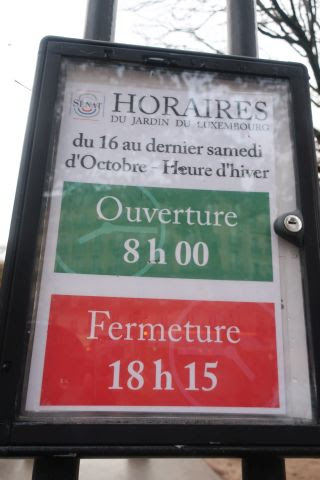 SENAT
HORAIRES
DU JARDIN DU LUXEMBOURG
du 16 au dernier samedi
d'Octobre - Heure d'hiver
Ouverture
8 h 00
Fermeture
18 h 15